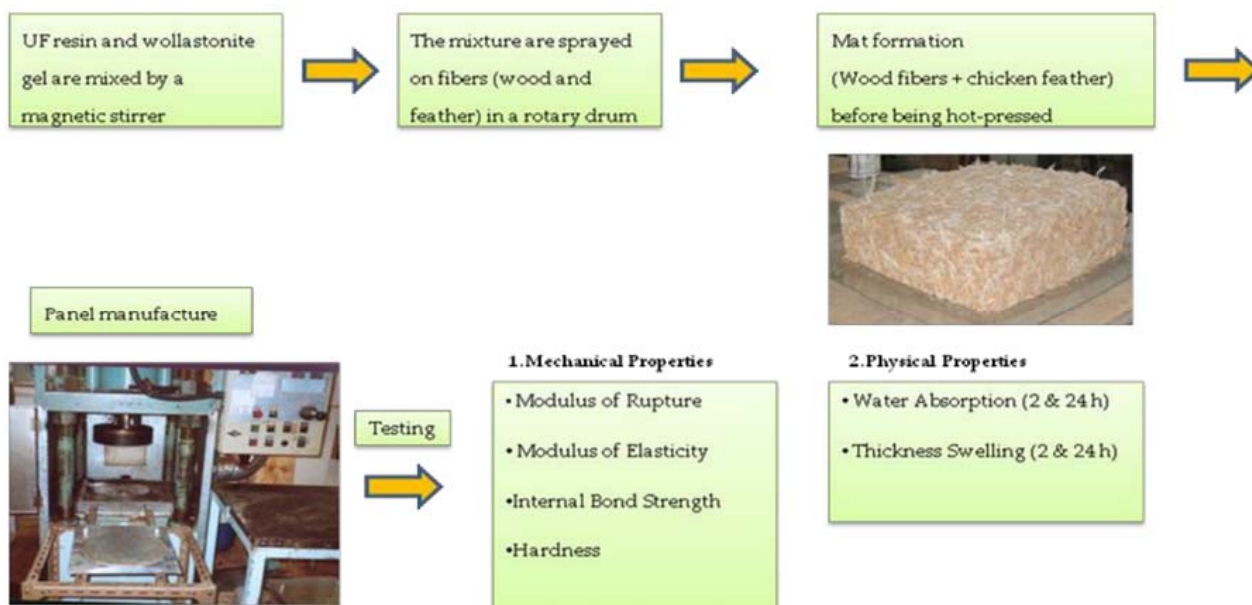 UF resin and wollastonite
gel are mixed by a
magnetic stirrer
The mixture are sprayed
on fibers (wood and
feather) in a rotary drum
Mat formation
(Wood fibers + chicken feather)
before being hot-pressed
Panel manufacture
Testing
1.Mechanical Properties
•Modulus of Rupture
•Modulus of Elasticity
•Internal Bond Strength
•Hardness
2.Physical Properties
•Water Absorption (2 & 24 h)
•Thickness Swelling (2 & 24 h)